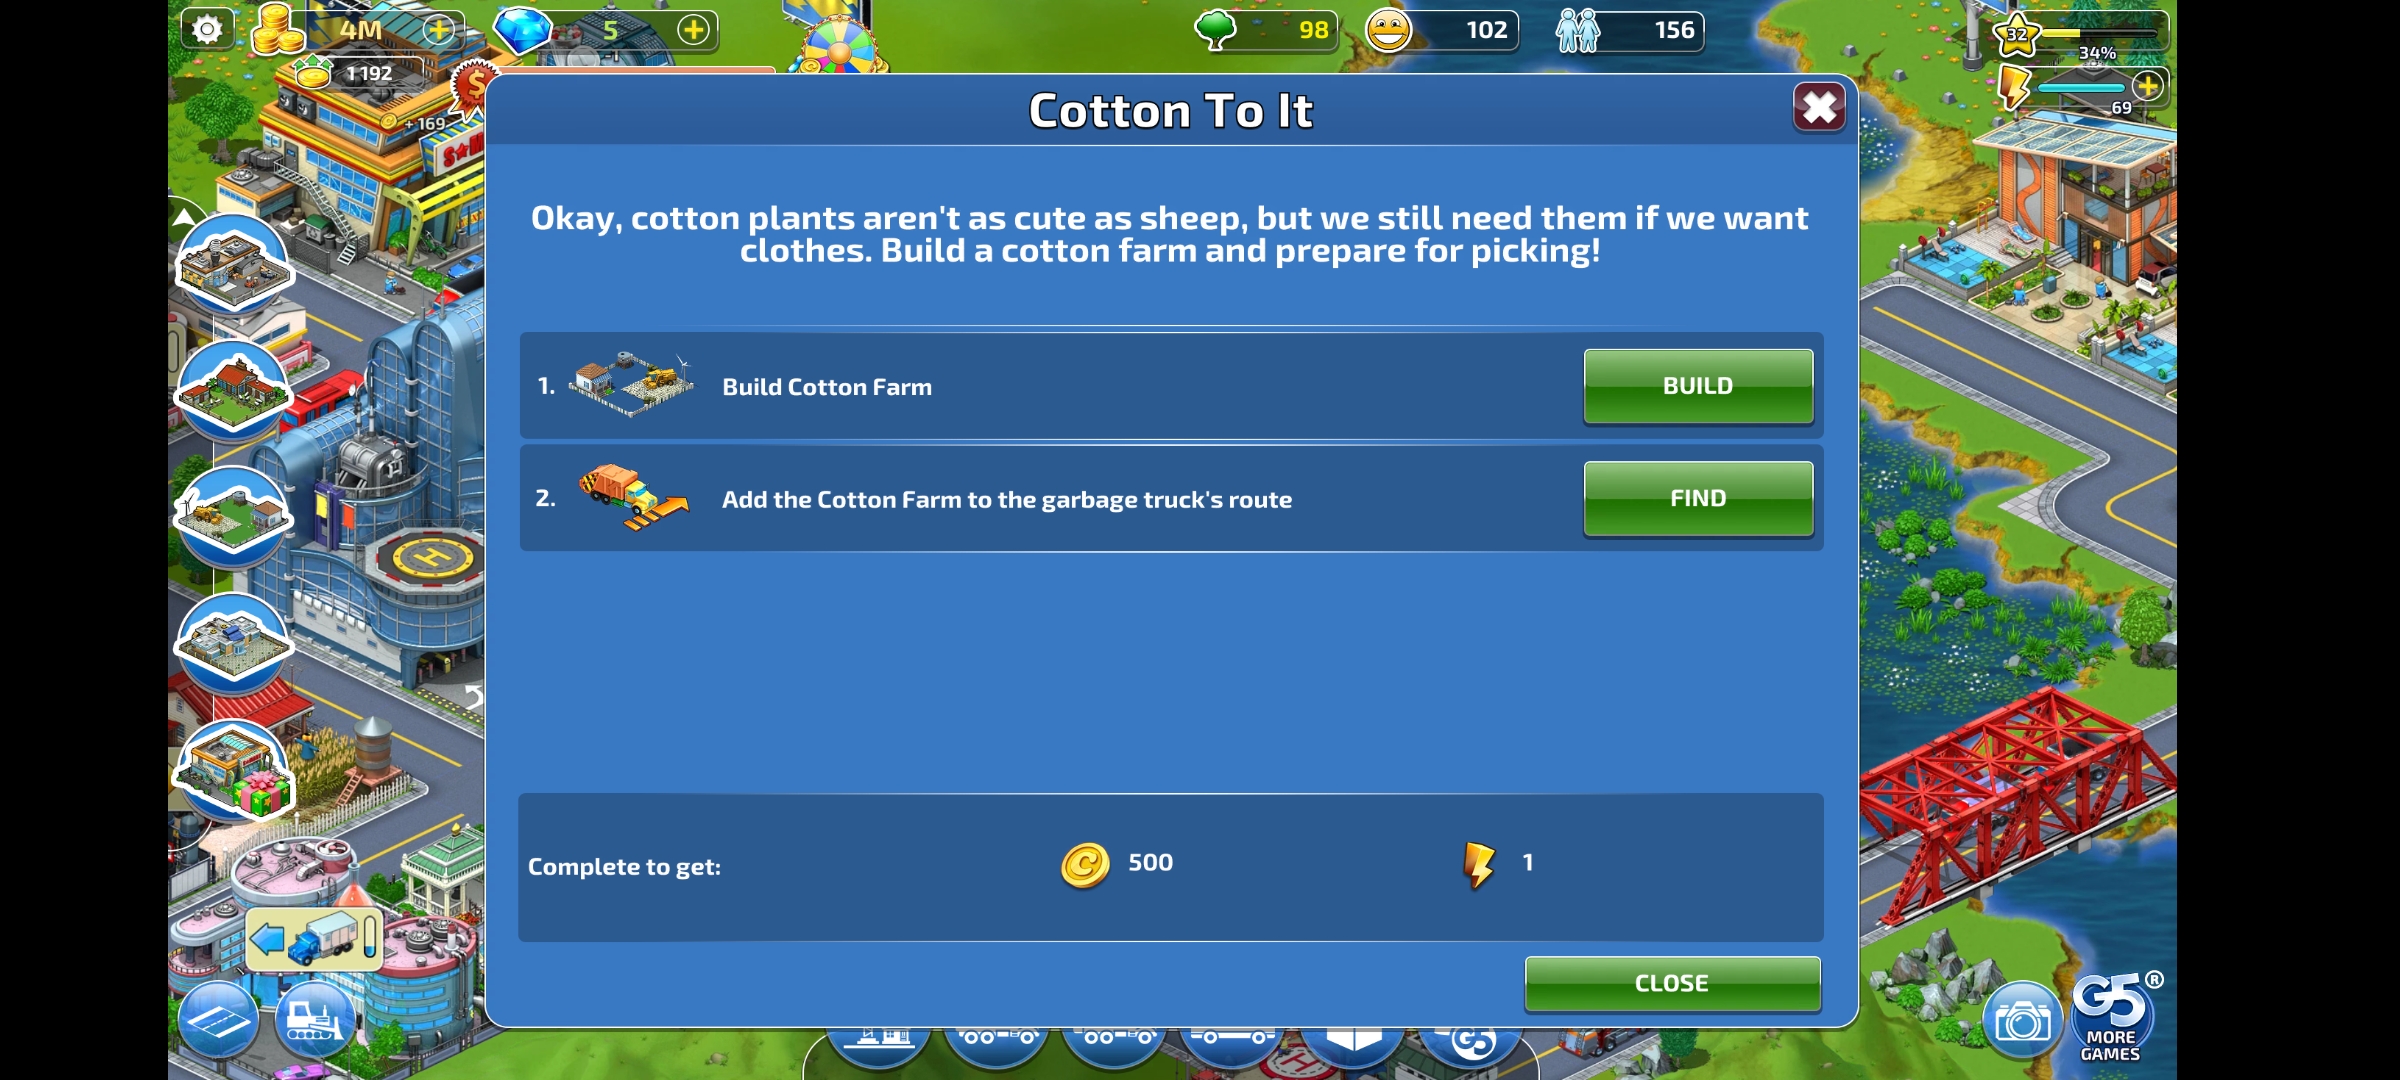 4M
5
98
102
156
32
34%
1192
69
+ 169
$
Cotton To It
Okay, cotton plants aren't as cute as sheep, but we still need them if we want
clothes. Build a cotton farm and prepare for picking!
1.
Build Cotton Farm
BUILD
2.
Add the Cotton Farm to the garbage truck's route
FIND
H
Complete to get:
500
1
CLOSE
G5
G5®
MORE
GAMES